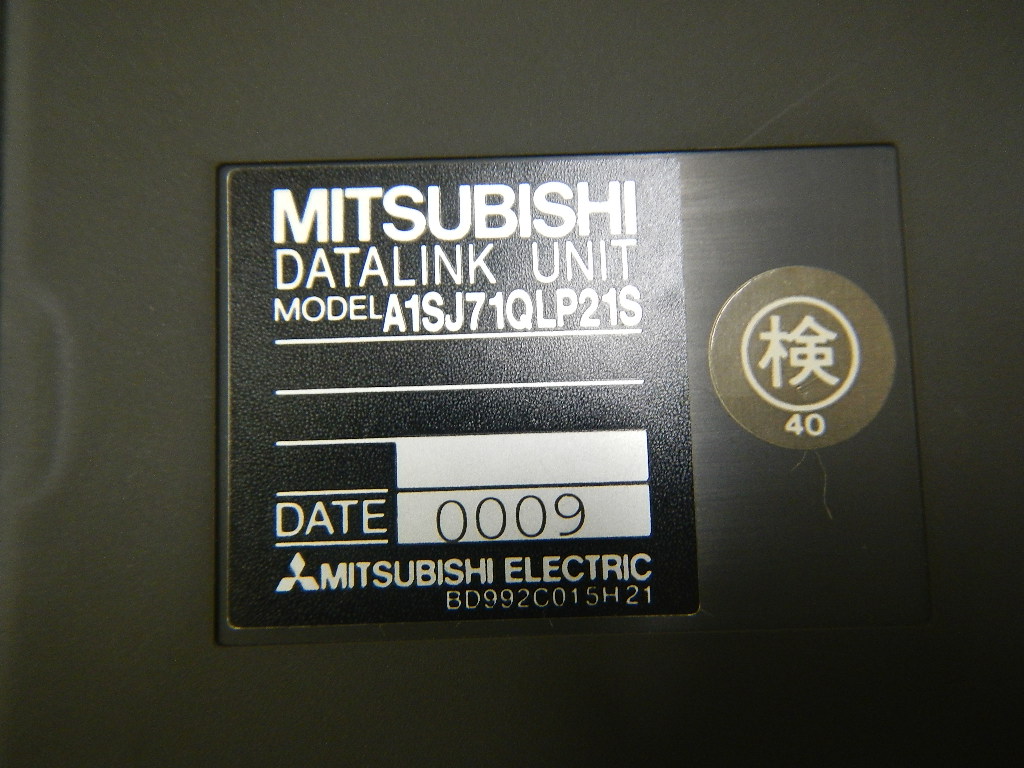 MITSUBISHI
DATALINK UNIT
MODEL A1SJ71QLP21S
DATE 0009
MITSUBISHI ELECTRIC
BD992C015H21
検
40